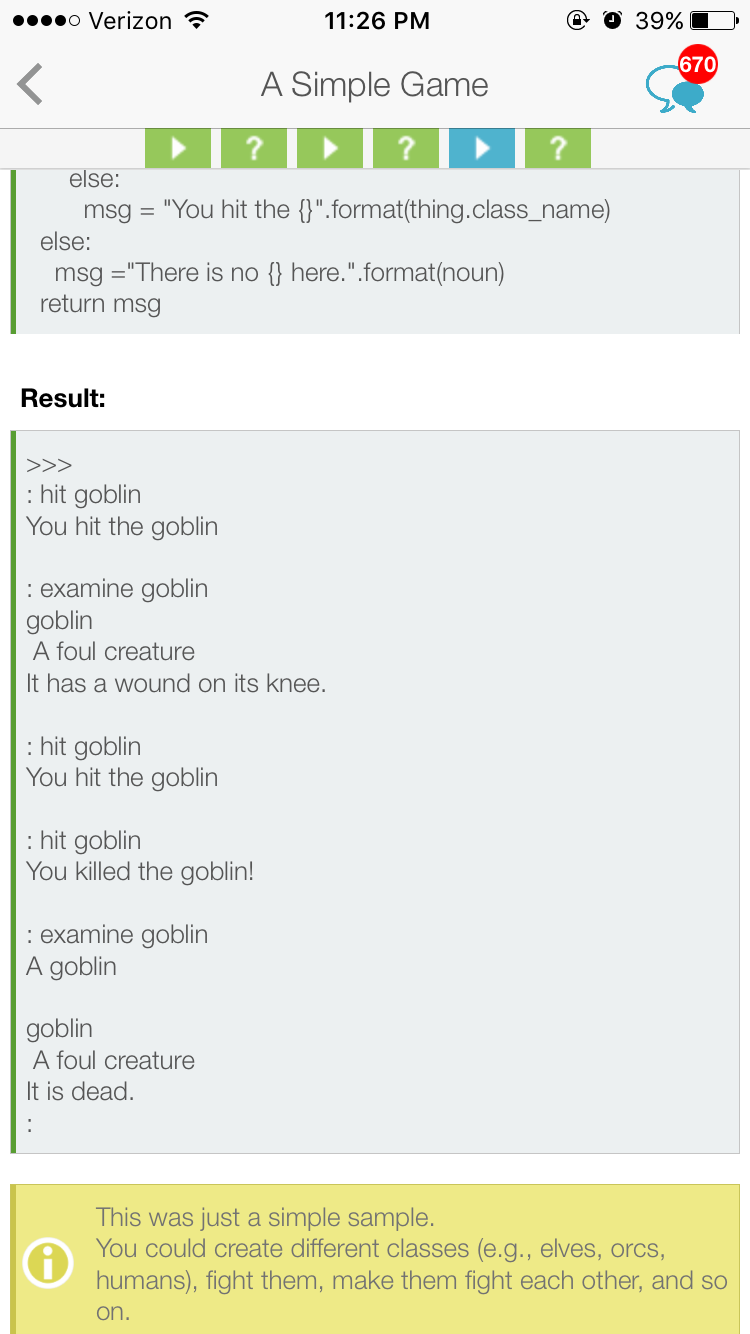 Verizon 11:26 PM 39%
A Simple Game 670
? ? ?
else:
msg = "You hit the {}".format(thing.class_name)
else:
msg ="There is no {} here.".format(noun)
return msg
Result:
>>>
: hit goblin
You hit the goblin
: examine goblin
goblin
A foul creature
It has a wound on its knee.
: hit goblin
You hit the goblin
: hit goblin
You killed the goblin!
: examine goblin
A goblin
goblin
A foul creature
It is dead.
:
This was just a simple sample.
You could create different classes (e.g., elves, orcs,
humans), fight them, make them fight each other, and so
on.